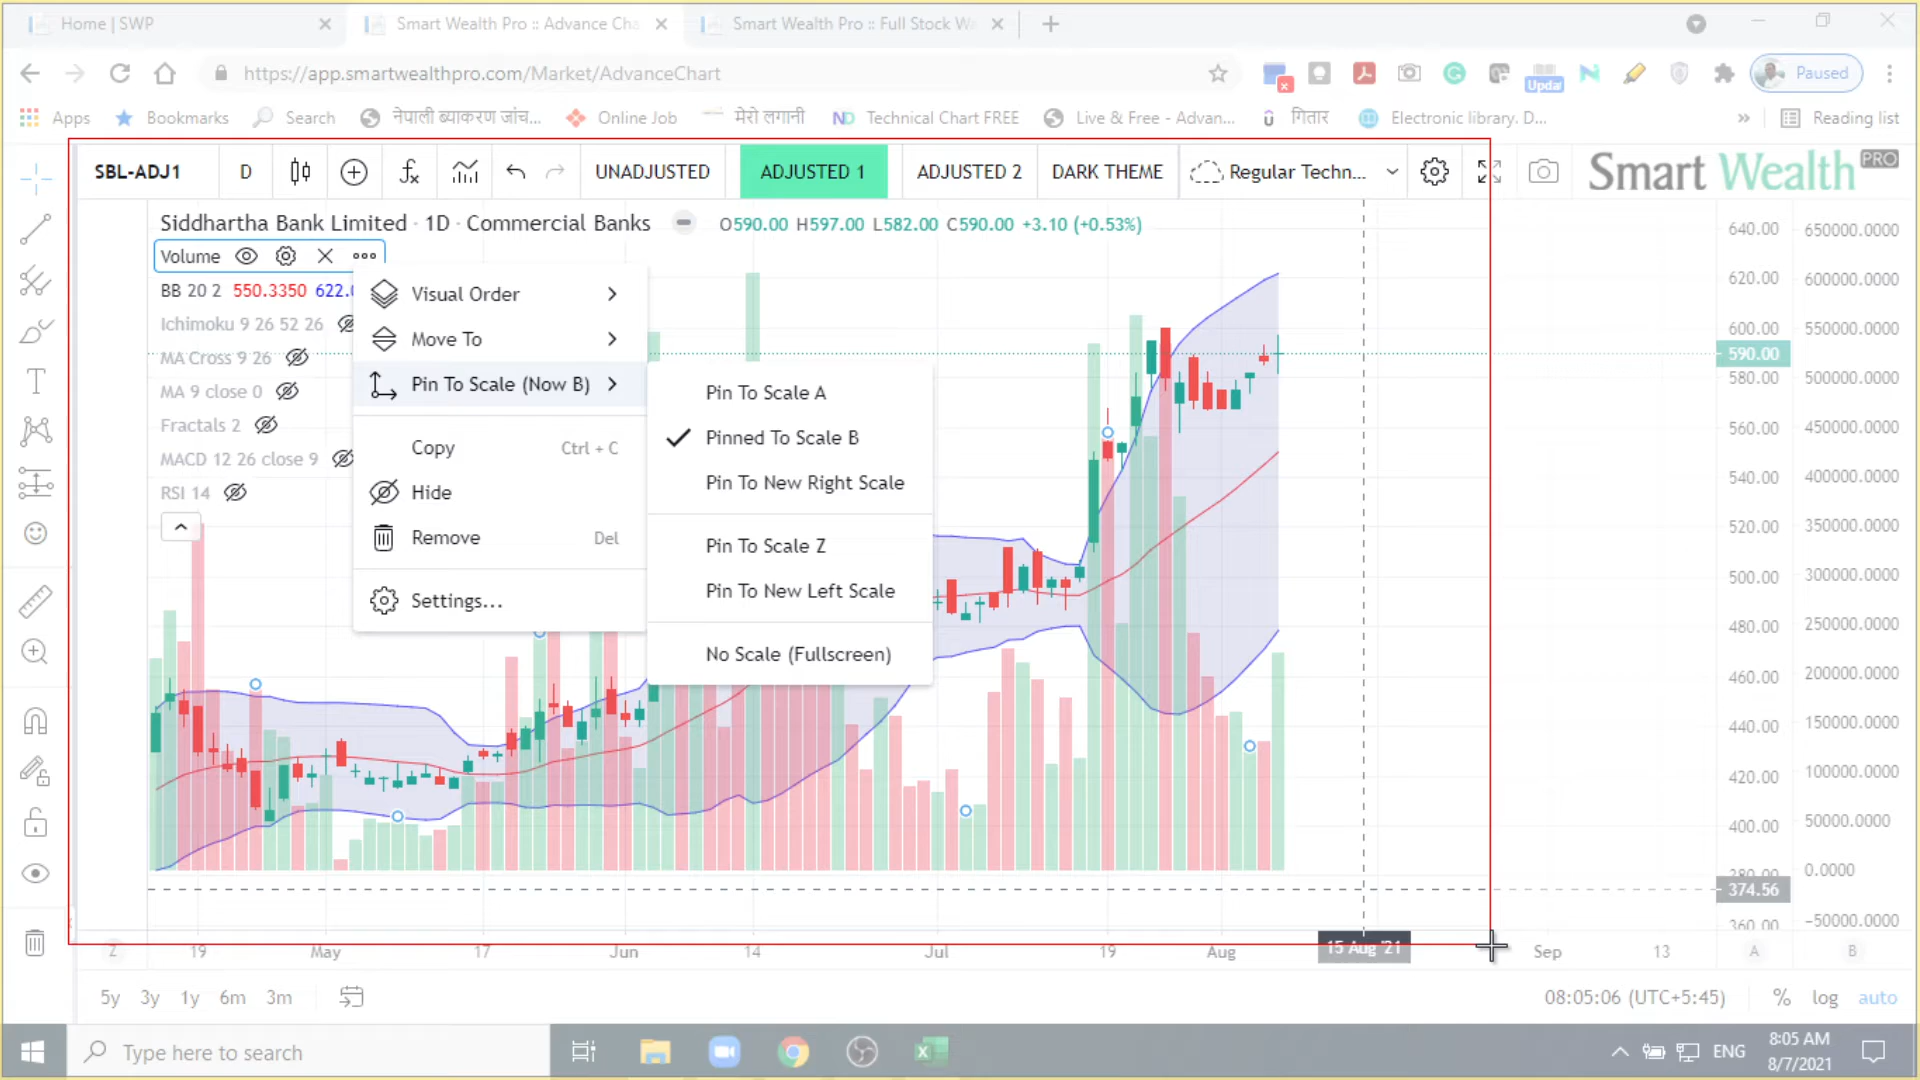 Home | SWP
Smart Wealth Pro :: Advance Cha
Smart Wealth Pro :: Full Stock Wa
https://app.smartwealthpro.com/Market/AdvanceChart
Upda
Paused
Apps
Bookmarks
Search
नेपाली ब्याकरण जांच...
Online Job
मेरो लगानी
ND Technical Chart FREE
Live & Free - Advan...
गितार
Electronic library. D...
»
Reading list
SBL-ADJ1
D
UNADJUSTED
ADJUSTED 1
ADJUSTED 2
DARK THEME
Regular Techn...
Smart Wealth PRO
Siddhartha Bank Limited · 1D · Commercial Banks
O590.00 H597.00 L582.00 C590.00 +3.10 (+0.53%)
Volume
BB 20 2 550.3350 622.
Ichimoku 9 26 52 26
MA Cross 9 26
MA 9 close 0
Fractals 2
MACD 12 26 close 9
RSI 14
Visual Order
Move To
Pin To Scale (Now B)
Copy Ctrl + C
Hide
Remove Del
Settings...
Pin To Scale A
Pinned To Scale B
Pin To New Right Scale
Pin To Scale Z
Pin To New Left Scale
No Scale (Fullscreen)
640.00
620.00
600.00
590.00
580.00
560.00
540.00
520.00
500.00
480.00
460.00
440.00
420.00
400.00
380.00
374.56
360.00
650000.0000
600000.0000
550000.0000
500000.0000
450000.0000
400000.0000
350000.0000
300000.0000
250000.0000
200000.0000
150000.0000
100000.0000
50000.0000
0.0000
−50000.0000
Z
19
May
17
Jun
14
Jul
19
Aug
15 Aug '21
Sep
13
A
B
5y 3y 1y 6m 3m
08:05:06 (UTC+5:45)
% log auto
Type here to search
ENG
8:05 AM
8/7/2021